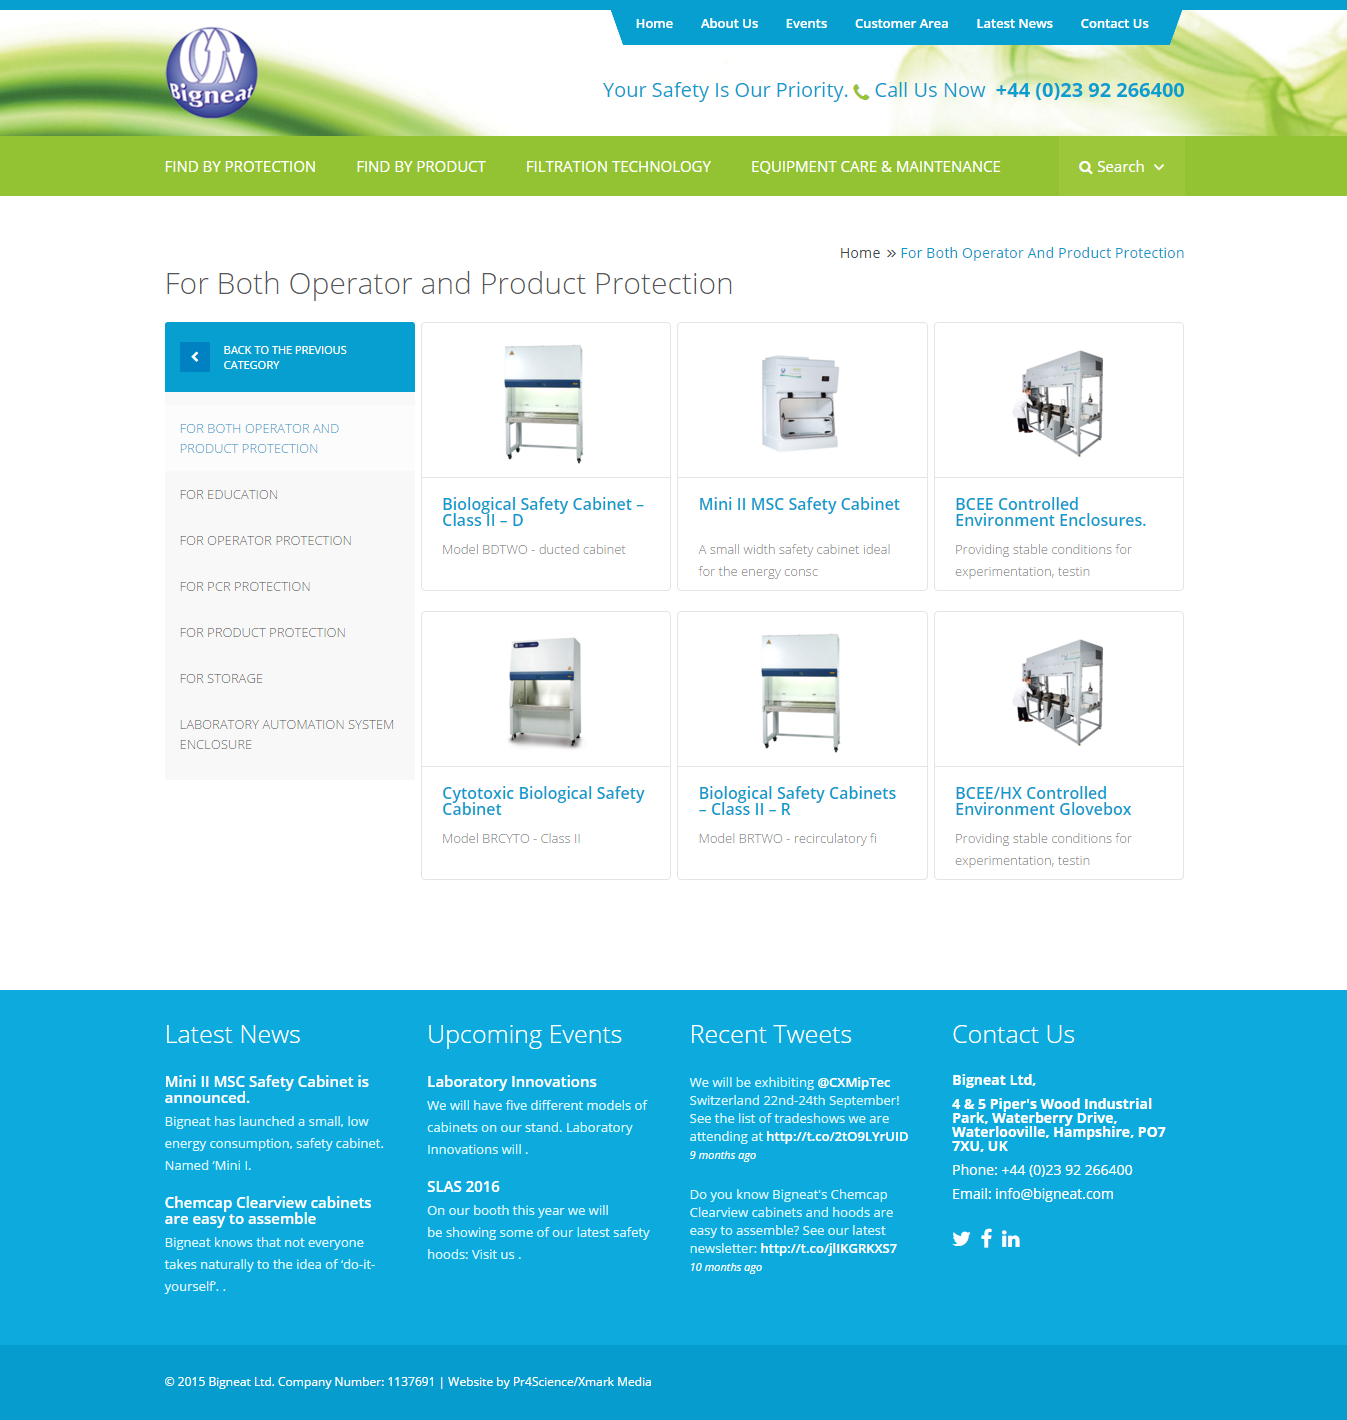 Home About Us Events Customer Area Latest News Contact Us
Bigneat
Your Safety Is Our Priority. Call Us Now +44 (0)23 92 266400
FIND BY PROTECTION FIND BY PRODUCT FILTRATION TECHNOLOGY EQUIPMENT CARE & MAINTENANCE Search
Home » For Both Operator And Product Protection
For Both Operator and Product Protection
BACK TO THE PREVIOUS
CATEGORY
FOR BOTH OPERATOR AND
PRODUCT PROTECTION
FOR EDUCATION
FOR OPERATOR PROTECTION
FOR PCR PROTECTION
FOR PRODUCT PROTECTION
FOR STORAGE
LABORATORY AUTOMATION SYSTEM
ENCLOSURE
Biological Safety Cabinet –
Class II – D
Model BDTWO - ducted cabinet
Mini II MSC Safety Cabinet
A small width safety cabinet ideal
for the energy consc
BCEE Controlled
Environment Enclosures.
Providing stable conditions for
experimentation, testin
Cytotoxic Biological Safety
Cabinet
Model BRCYTO - Class II
Biological Safety Cabinets
– Class II – R
Model BRTWO - recirculatory fi
BCEE/HX Controlled
Environment Glovebox
Providing stable conditions for
experimentation, testin
Latest News
Mini II MSC Safety Cabinet is
announced.
Bigneat has launched a small, low
energy consumption, safety cabinet.
Named ‘Mini I.
Chemcap Clearview cabinets
are easy to assemble
Bigneat knows that not everyone
takes naturally to the idea of ‘do-it-
yourself’. .
Upcoming Events
Laboratory Innovations
We will have five different models of
cabinets on our stand. Laboratory
Innovations will .
SLAS 2016
On our booth this year we will
be showing some of our latest safety
hoods: Visit us .
Recent Tweets
We will be exhibiting @CXMipTec
Switzerland 22nd-24th September!
See the list of tradeshows we are
attending at http://t.co/2tO9LYrUID
9 months ago
Do you know Bigneat's Chemcap
Clearview cabinets and hoods are
easy to assemble? See our latest
newsletter: http://t.co/jlIKGRKXS7
10 months ago
Contact Us
Bigneat Ltd,
4 & 5 Piper's Wood Industrial
Park, Waterberry Drive,
Waterlooville, Hampshire, PO7
7XU, UK
Phone: +44 (0)23 92 266400
Email: info@bigneat.com
© 2015 Bigneat Ltd. Company Number: 1137691 | Website by Pr4Science/Xmark Media